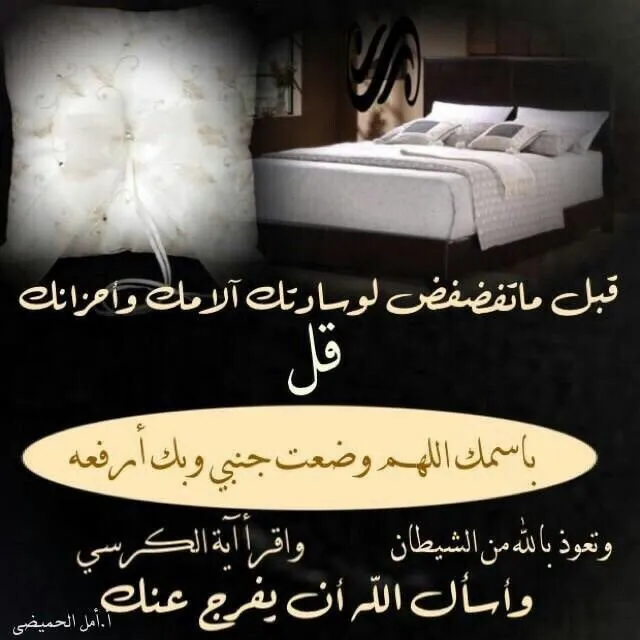 قبل ماتفضفض لوسادتك آلامك وأحزانك
قل
باسمك اللهم وضعت جنبي وبك أرفعه
وتعوذ بالله من الشيطان واقرأ آية الكرسي
وأسأل الله أن يفرج عنك
أ.أمل الحميضي